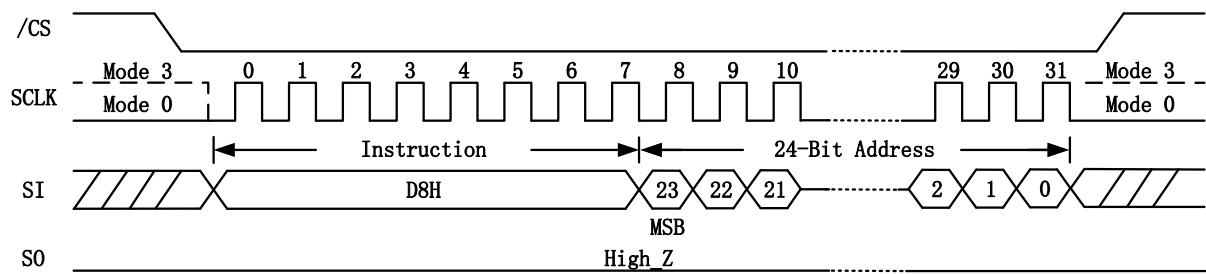 /CS
Mode 3 0 1 2 3 4 5 6 7 8 9 10 29 30 31 Mode 3
SCLK
Mode 0 Mode 0
Instruction 24-Bit Address
SI D8H 23 22 21 2 1 0
MSB
SO High_Z